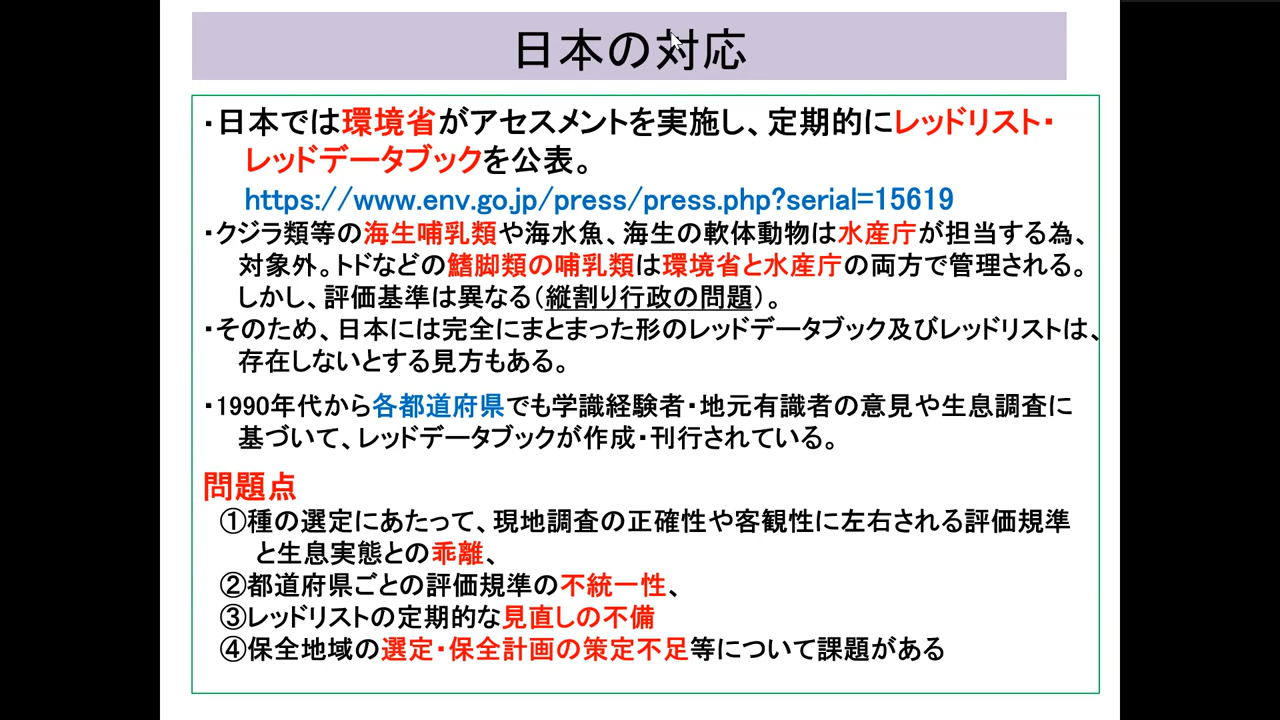 日本の対応
・日本では環境省がアセスメントを実施し、定期的にレッドリスト・
レッドデータブックを公表。
https://www.env.go.jp/press/press.php?serial=15619
・クジラ類等の海生哺乳類や海水魚、海生の軟体動物は水産庁が担当する為、
対象外。トドなどの鰭脚類の哺乳類は環境省と水産庁の両方で管理される。
しかし、評価基準は異なる（縦割り行政の問題）。
・そのため、日本には完全にまとまった形のレッドデータブック及びレッドリストは、
存在しないとする見方もある。
・1990年代から各都道府県でも学識経験者・地元有識者の意見や生息調査に
基づいて、レッドデータブックが作成・刊行されている。
問題点
①種の選定にあたって、現地調査の正確性や客観性に左右される評価規準
と生息実態との乖離、
②都道府県ごとの評価規準の不統一性、
③レッドリストの定期的な見直しの不備
④保全地域の選定・保全計画の策定不足等について課題がある